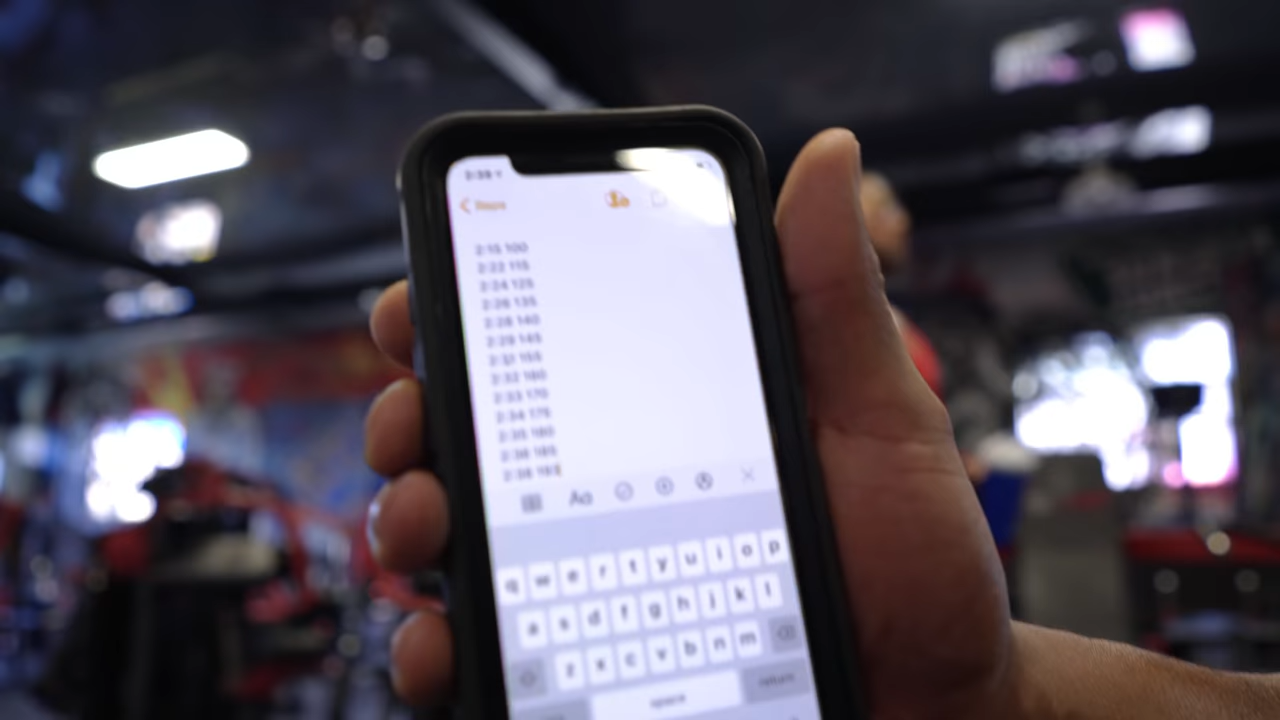 2:15 100
2:22 115
2:24 125
2:26 135
2:28 140
2:29 145
2:31 155
2:32 160
2:33 170
2:34 175
2:35 180
2:36 185
2:38
Aa
q w e r t y u i o p
a s d f g h j k l
z x c v b n m
space return